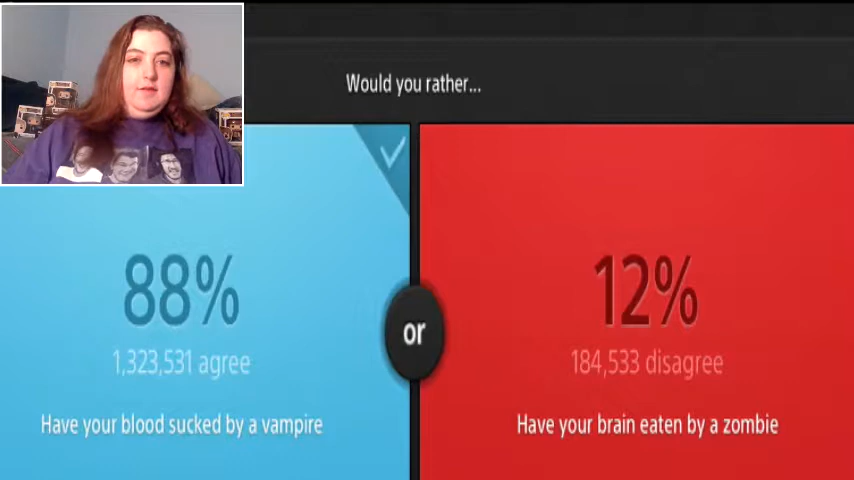 Would you rather...
88%
1,323,531 agree
Have your blood sucked by a vampire
or
12%
184,533 disagree
Have your brain eaten by a zombie